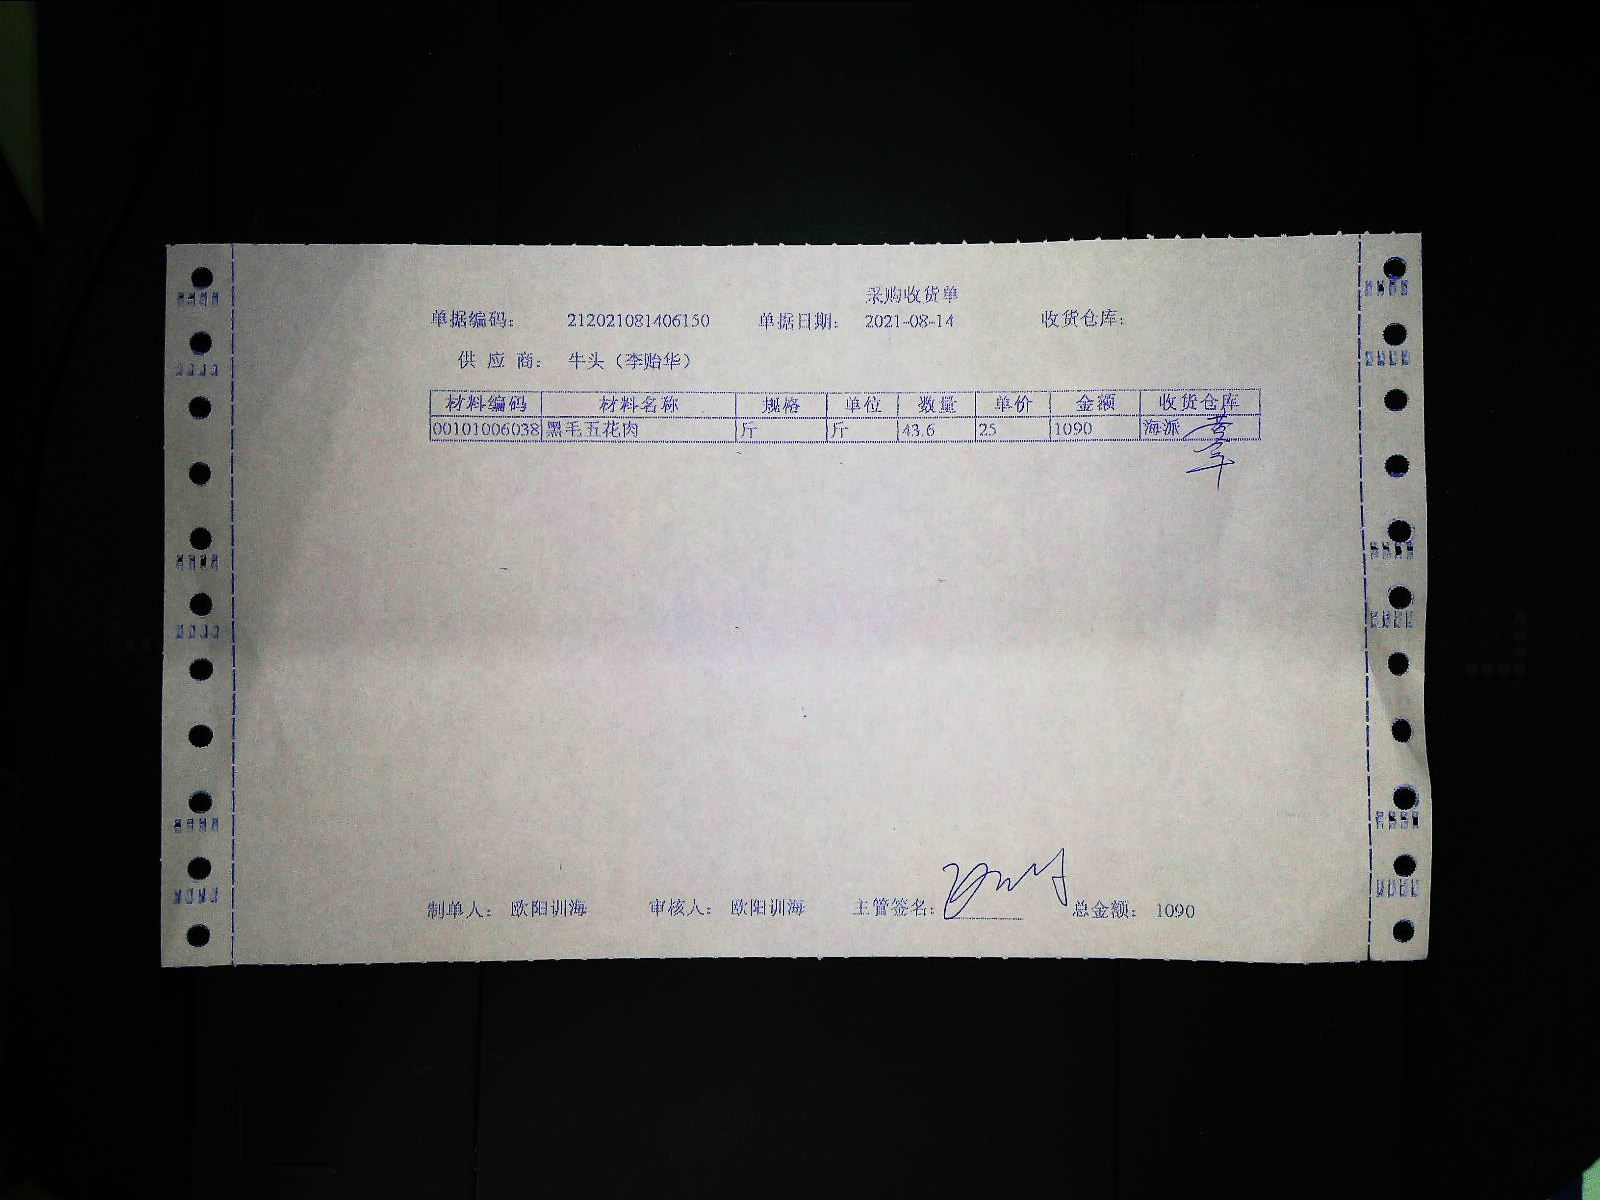 采购收货单
单据编码: 212021081406150 单据日期: 2021-08-14 收货仓库:
供 应 商: 牛头（李贻华）
材料编码 材料名称 规格 单位 数量 单价 金额 收货仓库
00101006038 黑毛五花肉 斤 斤 43.6 25 1090 海派
制单人: 欧阳训海 审核人: 欧阳训海 主管签名: 总金额: 1090